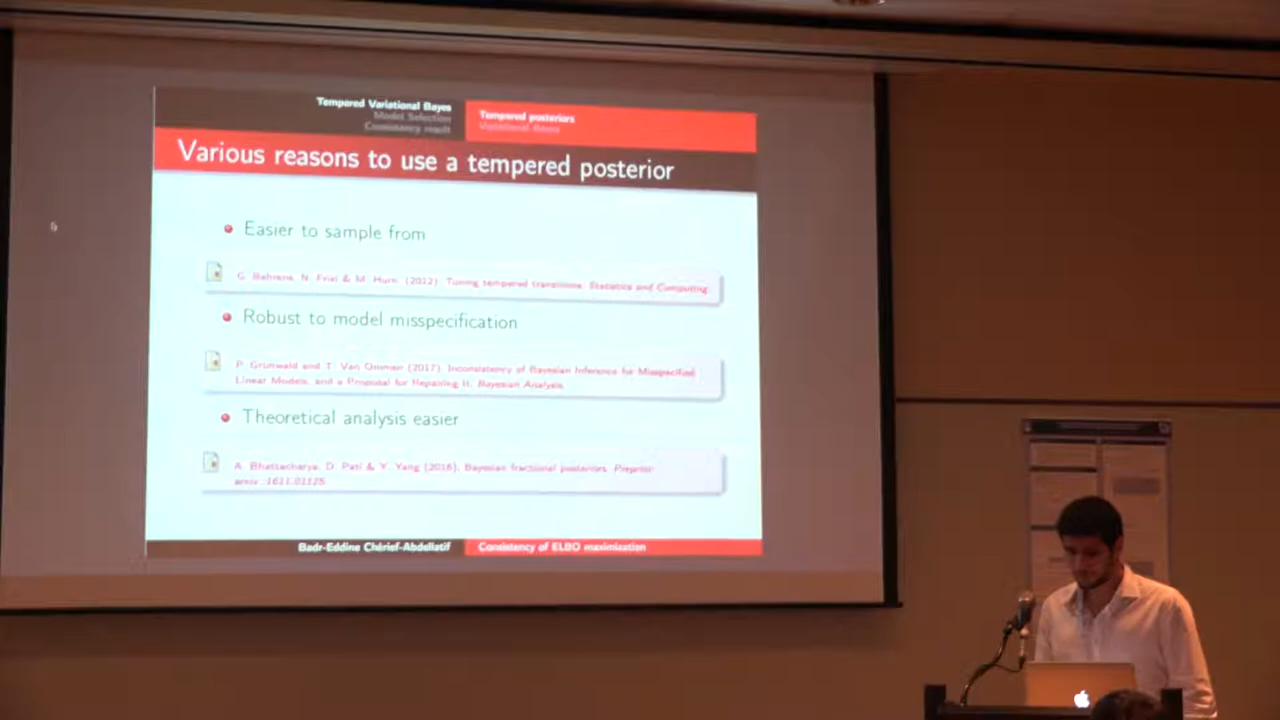 Tempered Variational Bayes
Model Selection
Consistency result
Tempered posteriors
Variational Bayes
Various reasons to use a tempered posterior
Easier to sample from
G. Behrens, N. Friel & M. Hurn. (2012). Tuning tempered transitions. Statistics and Computing.
Robust to model misspecification
P. Grünwald and T. Van Ommen (2017). Inconsistency of Bayesian Inference for Misspecified
Linear Models, and a Proposal for Repairing It. Bayesian Analysis.
Theoretical analysis easier
A. Bhattacharya, D. Pati & Y. Yang (2016). Bayesian fractional posteriors. Preprint
arxiv :1611.01125
Badr-Eddine Chérief-Abdellatif
Consistency of ELBO maximization